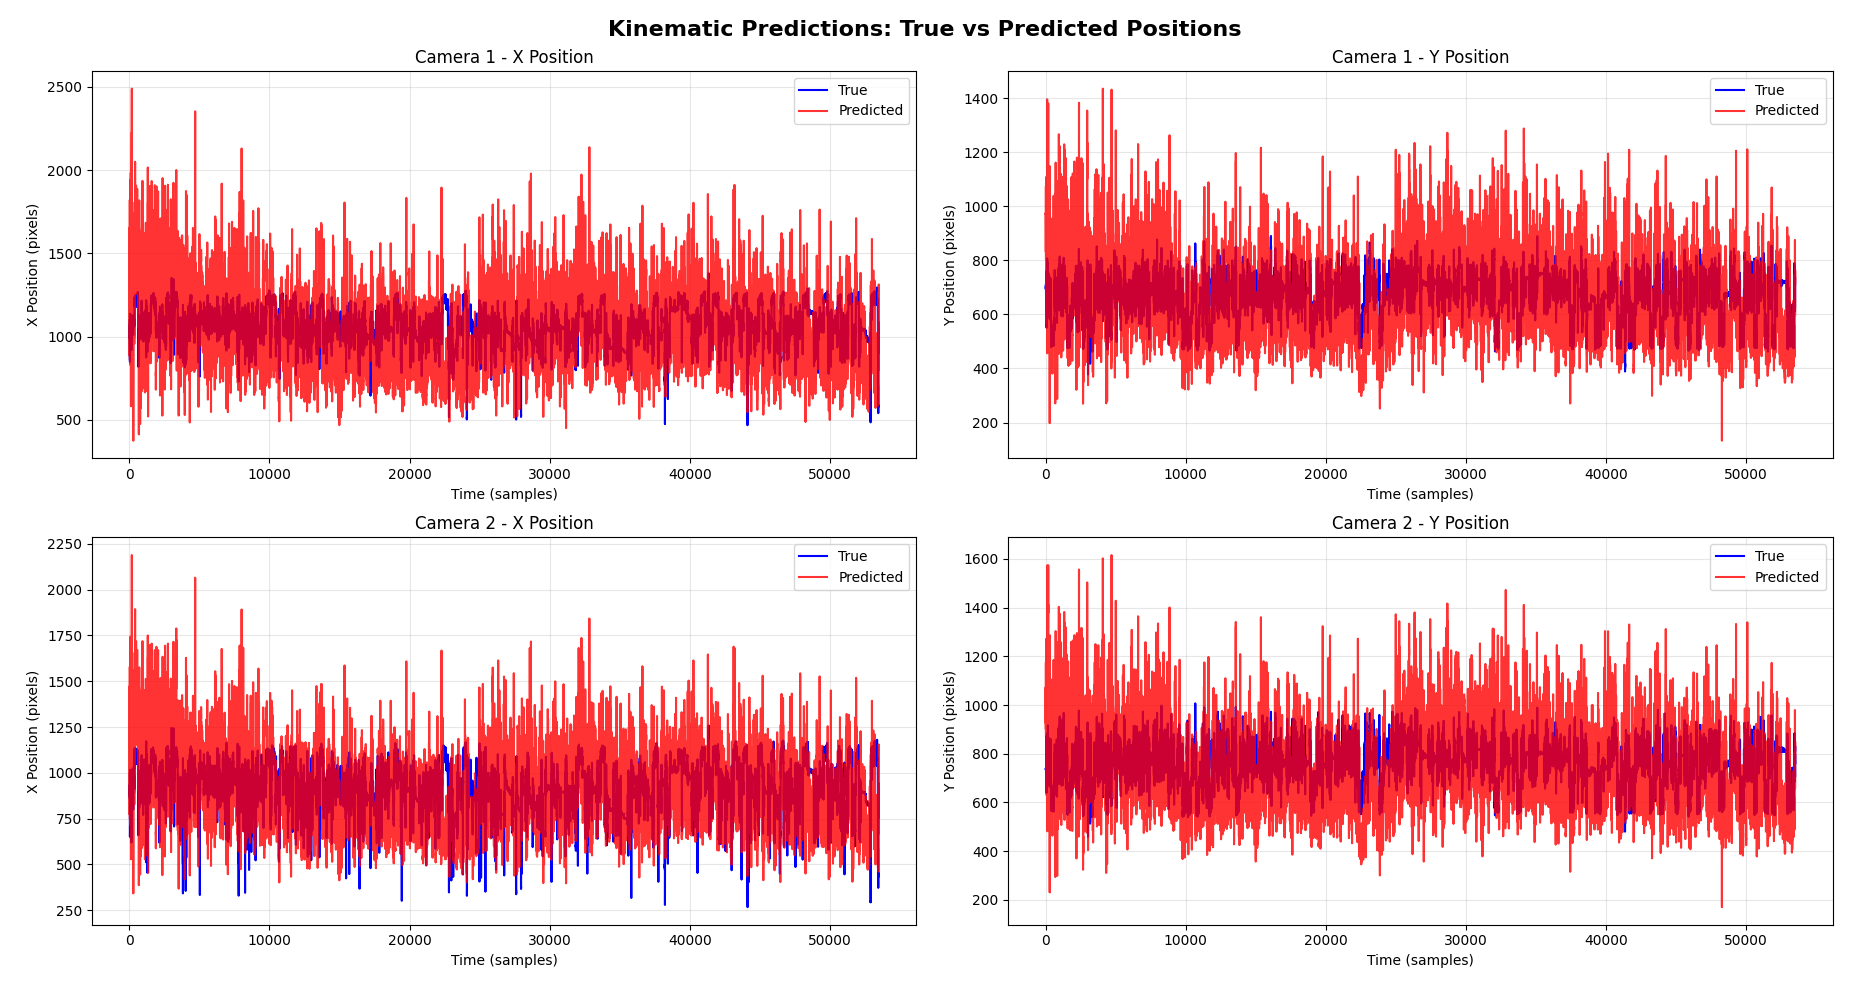 Kinematic Predictions: True vs Predicted Positions
Camera 1 - X Position
X Position (pixels)
2500
2000
1500
1000
500
0 10000 20000 30000 40000 50000
Time (samples)
True
Predicted
Camera 1 - Y Position
Y Position (pixels)
1400
1200
1000
800
600
400
200
0 10000 20000 30000 40000 50000
Time (samples)
True
Predicted
Camera 2 - X Position
X Position (pixels)
2250
2000
1750
1500
1250
1000
750
500
250
0 10000 20000 30000 40000 50000
Time (samples)
True
Predicted
Camera 2 - Y Position
Y Position (pixels)
1600
1400
1200
1000
800
600
400
200
0 10000 20000 30000 40000 50000
Time (samples)
True
Predicted